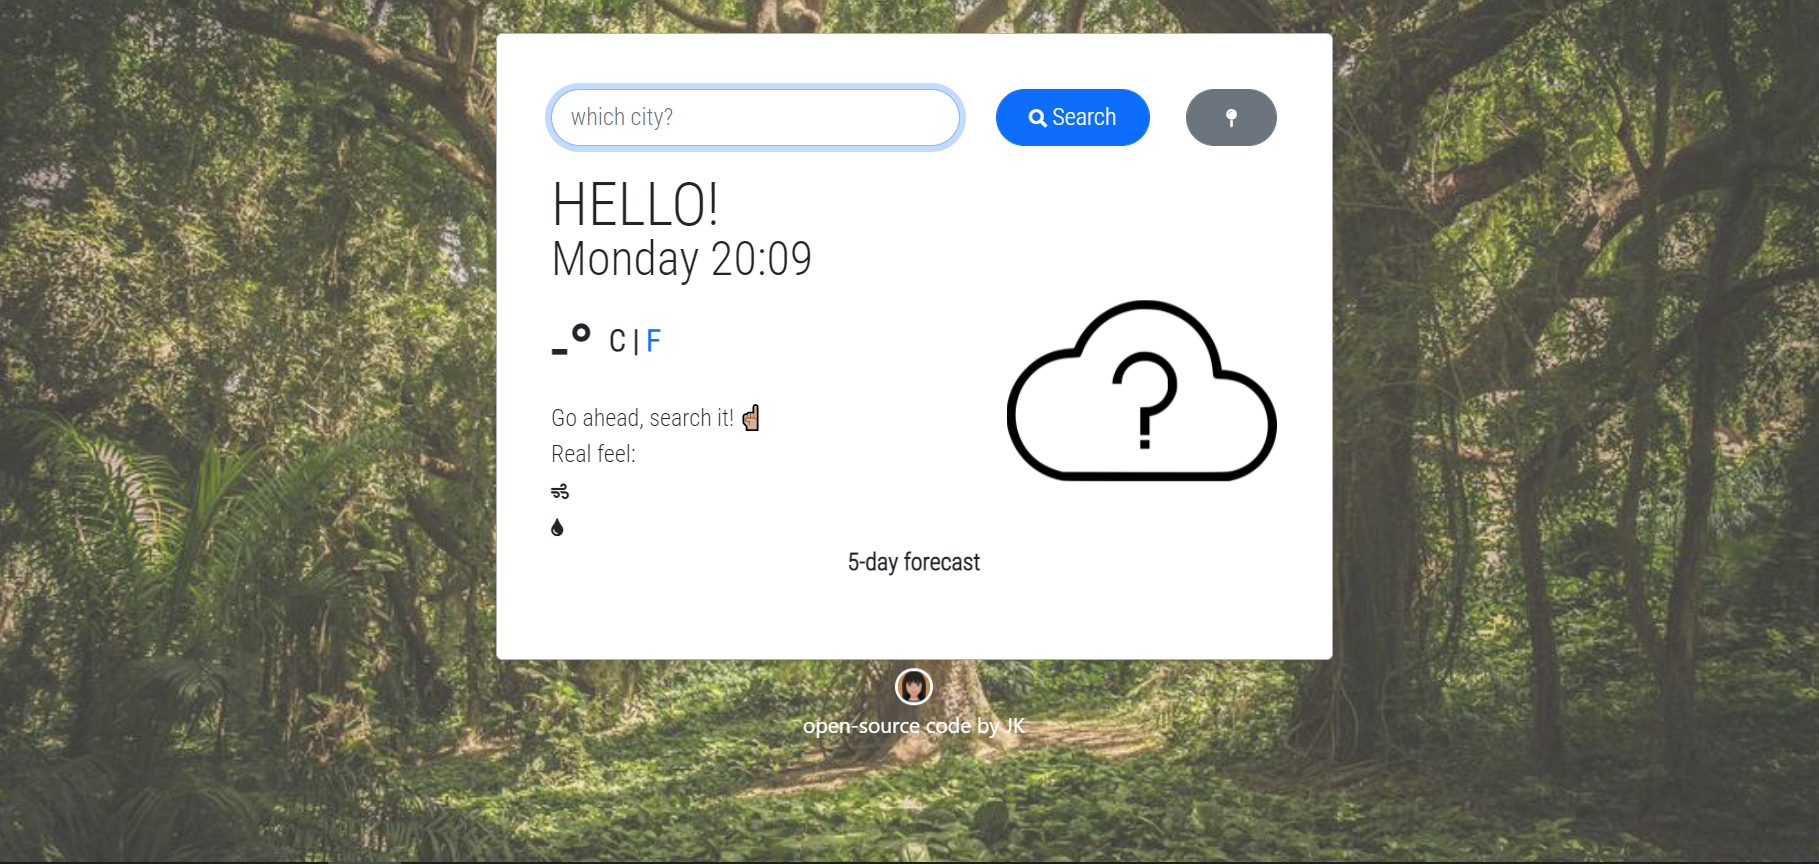 which city?
Search
HELLO!
Monday 20:09
-° C | F
Go ahead, search it! ☝🏽
Real feel:
?
5-day forecast
open-source code by JK